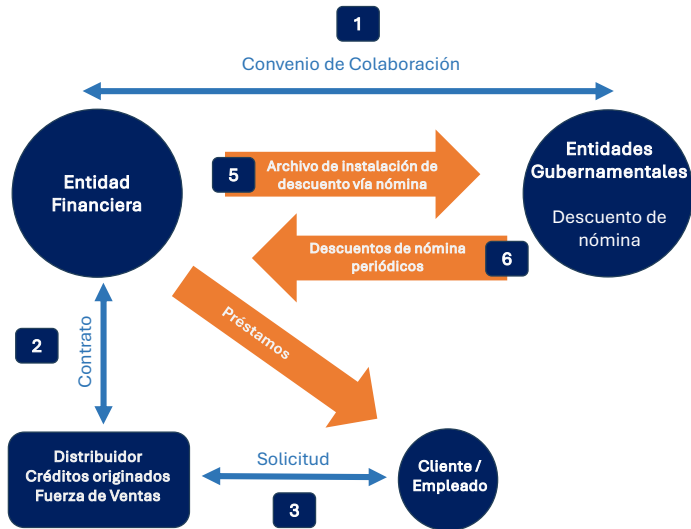 1
Convenio de Colaboración
Entidad
Financiera
5
Archivo de instalación de
descuento vía nómina
Entidades
Gubernamentales
Descuento de
nómina
Descuentos de nómina
periódicos
6
2
Contrato
Préstamos
Distribuidor
Créditos originados
Fuerza de Ventas
Solicitud
3
Cliente /
Empleado